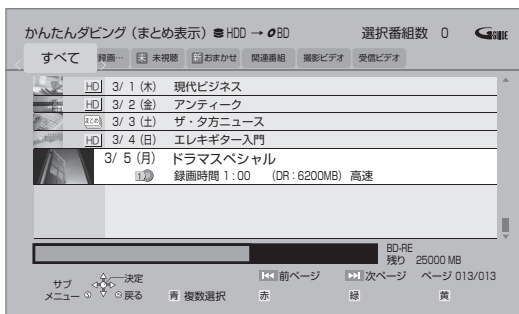 かんたんダビング（まとめ表示） HDD → BD 選択番組数 0 GGUIDE
すべて 録画… 未 未視聴 新おまかせ 関連番組 撮影ビデオ 受信ビデオ
HD 3/ 1 (木) 現代ビジネス
HD 3/ 2 (金) アンティーク
まとめ 3/ 3 (土) ザ・夕方ニュース
HD 3/ 4 (日) エレキギター入門
3/ 5 (月) ドラマスペシャル
録画時間 1:00 (DR:6200MB) 高速
BD-RE
残り 25000 MB
サブメニュー S 決定 戻る 青 複数選択 前ページ 赤 次ページ 緑 ページ 013/013 黄